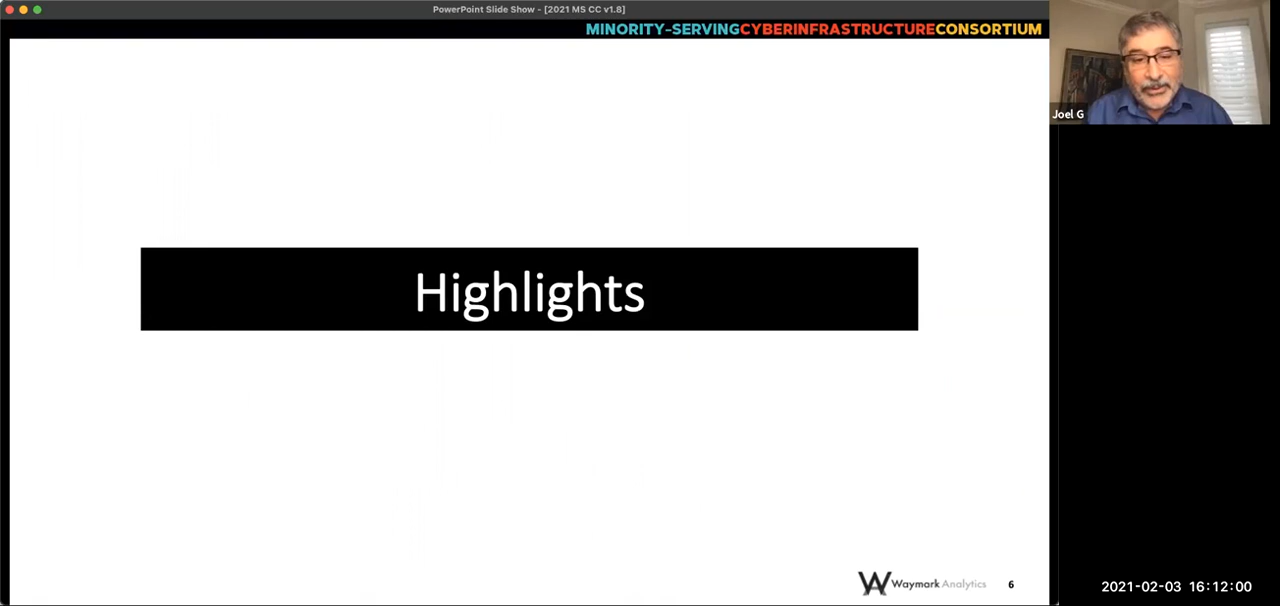 PowerPoint Slide Show - [2021 MS CC v1.8]
MINORITY-SERVINGCYBERINFRASTRUCTURECONSORTIUM
Joel G
Highlights
Waymark Analytics
6
2021-02-03 16:12:00